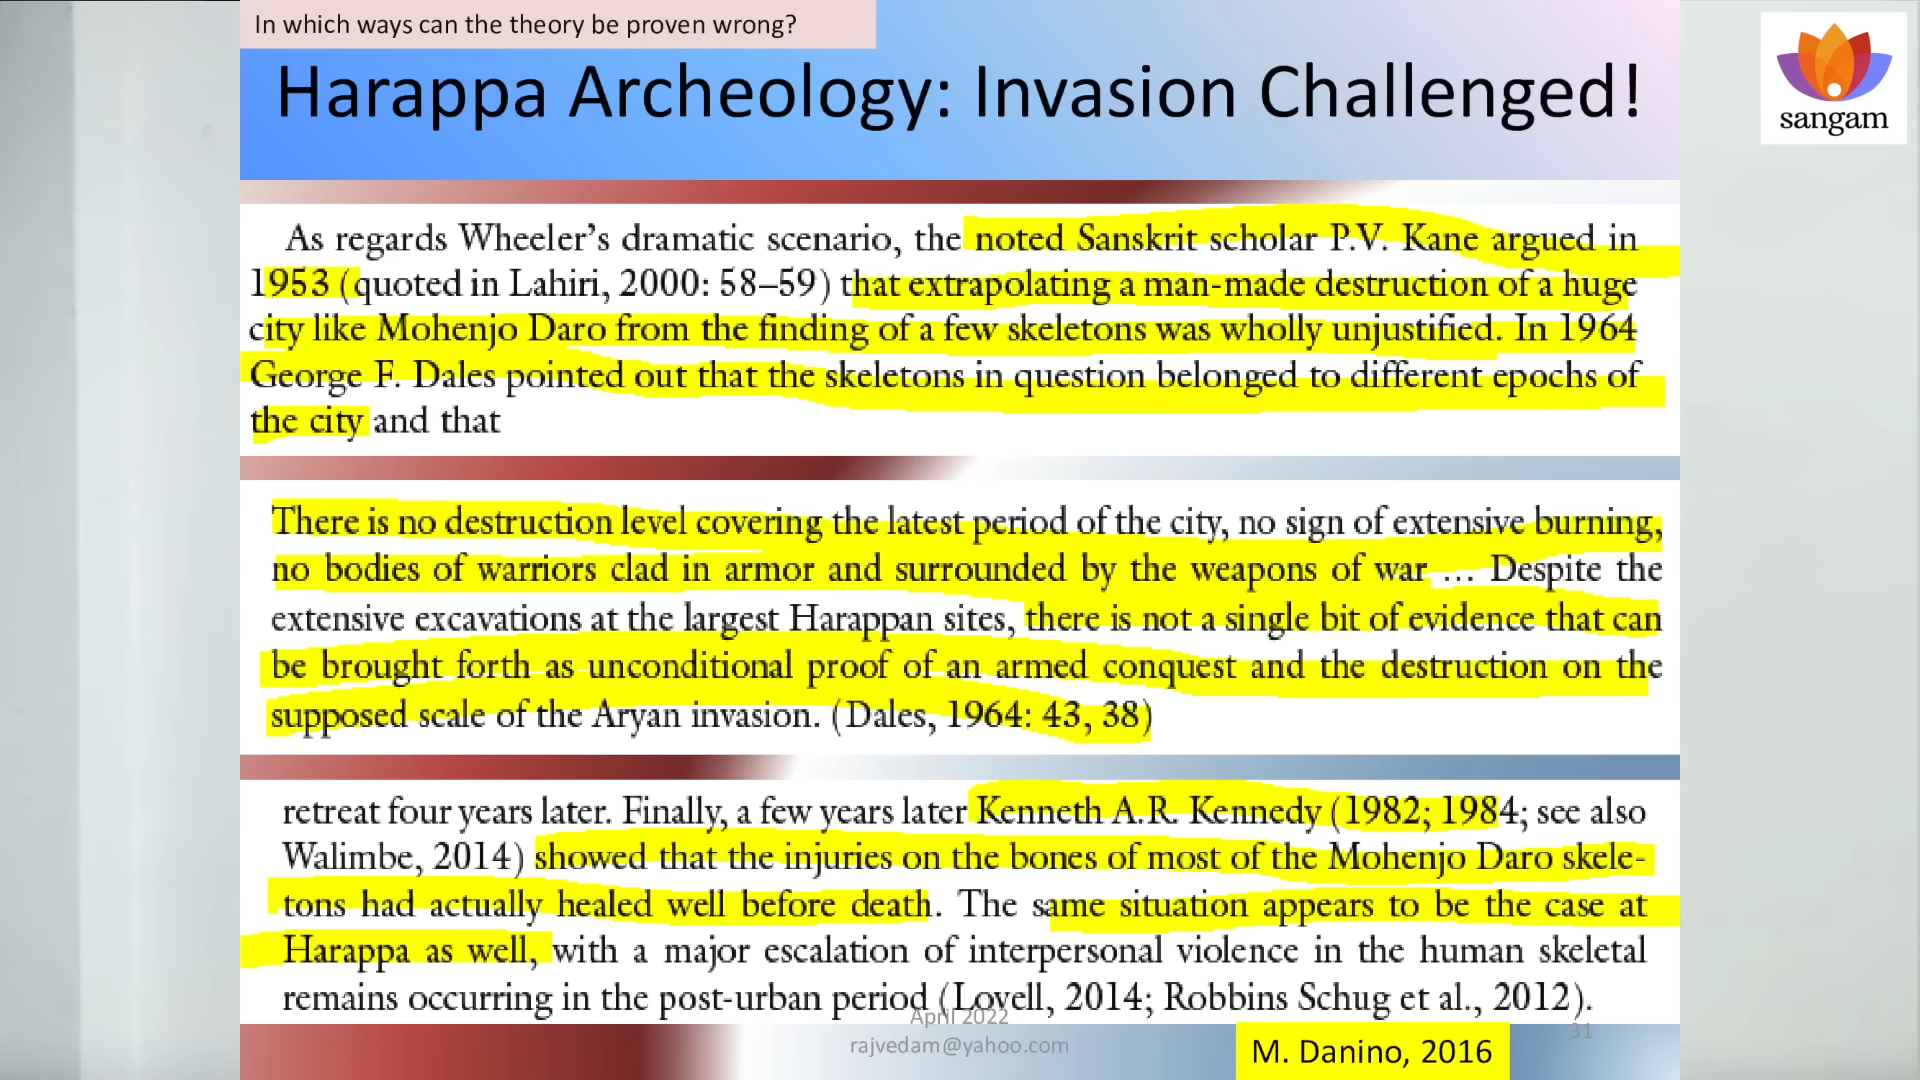 In which ways can the theory be proven wrong?
Harappa Archeology: Invasion Challenged!
sangam
As regards Wheeler's dramatic scenario, the noted Sanskrit scholar P.V. Kane argued in
1953 (quoted in Lahiri, 2000: 58–59) that extrapolating a man-made destruction of a huge
city like Mohenjo Daro from the finding of a few skeletons was wholly unjustified. In 1964
George F. Dales pointed out that the skeletons in question belonged to different epochs of
the city and that
There is no destruction level covering the latest period of the city, no sign of extensive burning,
no bodies of warriors clad in armor and surrounded by the weapons of war … Despite the
extensive excavations at the largest Harappan sites, there is not a single bit of evidence that can
be brought forth as unconditional proof of an armed conquest and the destruction on the
supposed scale of the Aryan invasion. (Dales, 1964: 43, 38)
retreat four years later. Finally, a few years later Kenneth A.R. Kennedy (1982; 1984; see also
Walimbe, 2014) showed that the injuries on the bones of most of the Mohenjo Daro skele-
tons had actually healed well before death. The same situation appears to be the case at
Harappa as well, with a major escalation of interpersonal violence in the human skeletal
remains occurring in the post-urban period (Lovell, 2014; Robbins Schug et al., 2012).
April 2022
rajvedam@yahoo.com
31
M. Danino, 2016